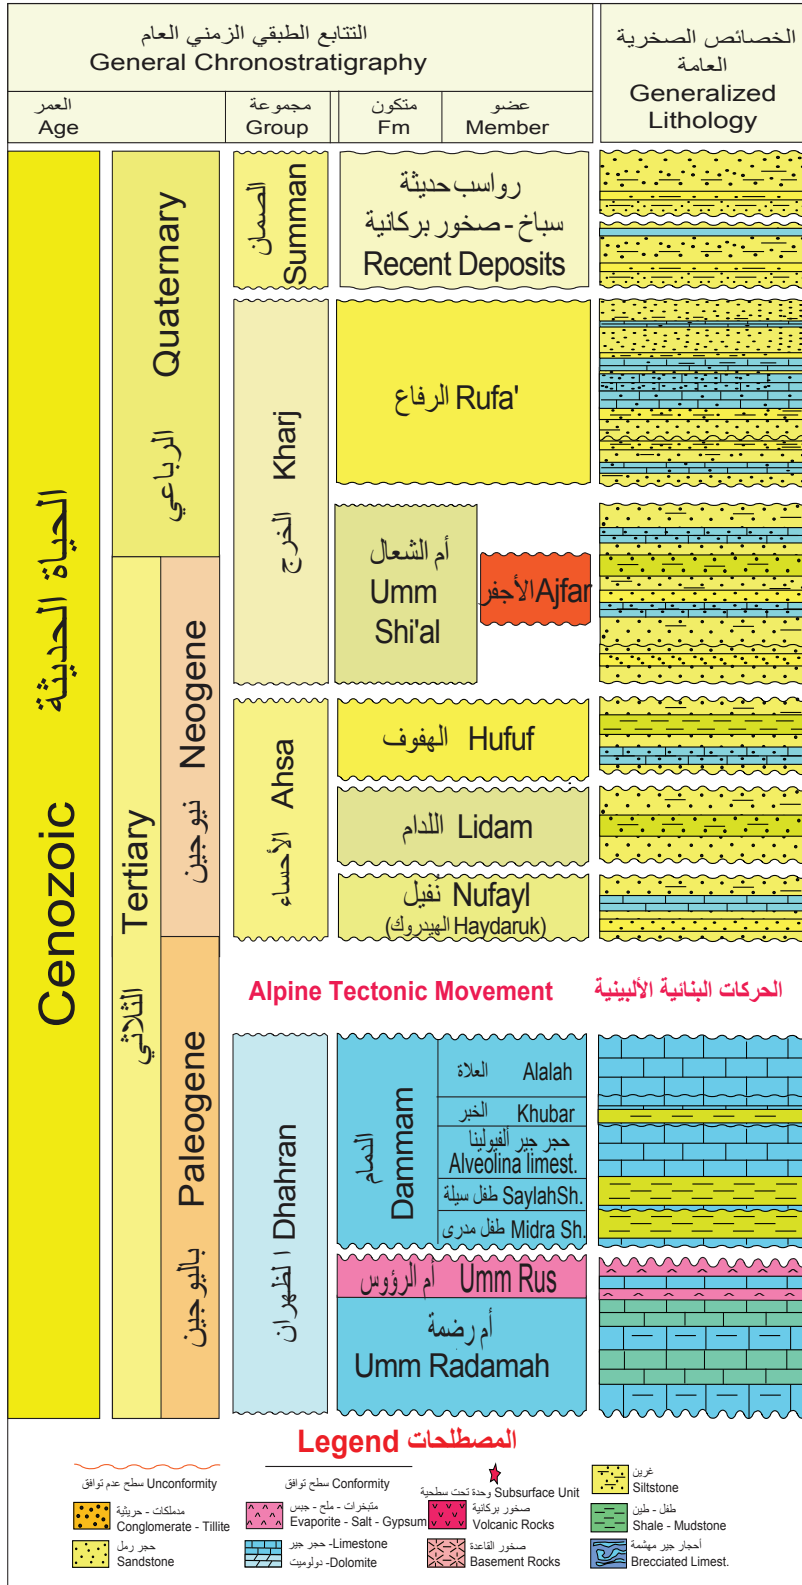 التتابع الطبقي الزمني العام
General Chronostratigraphy
الخصائص الصخرية
العامة
Generalized
Lithology
العمر
Age
مجموعة
Group
متكون
Fm
عضو
Member
الحياة الحديثة
Cenozoic
الرباعي
Quaternary
الثلاثي
Tertiary
نيوجين
Neogene
باليوجين
Paleogene
الصمان
Summan
رواسب حديثة
سباخ - صخور بركانية
Recent Deposits
الخرج
Kharj
الرفاع Rufa'
أم الشعال
Umm
Shi'al
الأجفر Ajfar
الأحساء
Ahsa
الهفوف Hufuf
اللدام Lidam
نُفيل Nufayl
(الهيدروك Haydaruk)
Alpine Tectonic Movement الحركات البنائية الألبينية
الظهران
Dhahran
الدمام
Dammam
العلاة Alalah
الخبر Khubar
حجر جير ألفيولينا
Alveolina limest.
طفل سيلة SaylahSh.
طفل مدرى Midra Sh.
أم الرؤوس Umm Rus
أم رضمة
Umm Radamah
Legend المصطلحات
سطح عدم توافق Unconformity
سطح توافق Conformity
وحدة تحت سطحية Subsurface Unit
غرين
Siltstone
مدملكات - حريثية
Conglomerate - Tillite
متبخرات - ملح - جبس
Evaporite - Salt - Gypsum
صخور بركانية
Volcanic Rocks
طفل - طين
Shale - Mudstone
حجر رمل
Sandstone
حجر جير -Limestone
دولوميت -Dolomite
صخور القاعدة
Basement Rocks
أحجار جير مهشمة
Brecciated Limest.